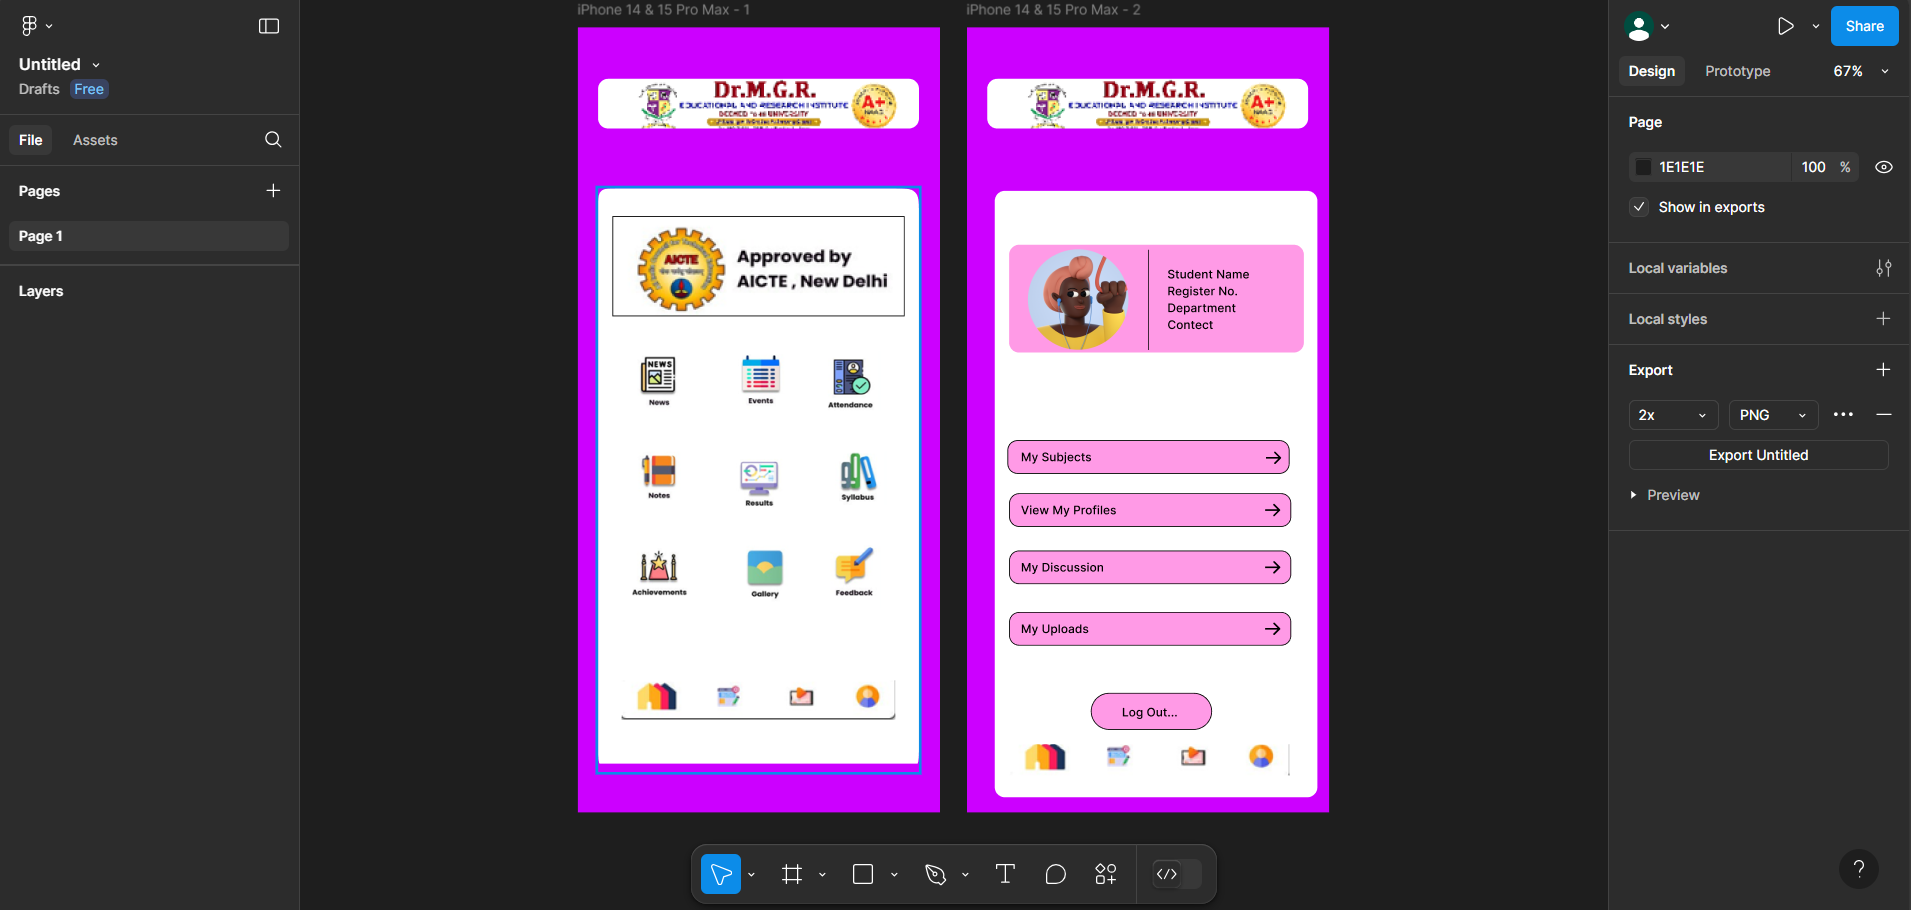 Untitled
Drafts Free
File Assets
Pages
Page 1
Layers
iPhone 14 & 15 Pro Max - 1
Dr.M.G.R.
EDUCATIONAL AND RESEARCH INSTITUTE
DEEMED TO BE UNIVERSITY
A+
NAAC
AICTE
Approved by
AICTE , New Delhi
NEWS
News
Events
Attendance
Notes
Results
Syllabus
Achievements
Gallery
Feedback
iPhone 14 & 15 Pro Max - 2
Dr.M.G.R.
EDUCATIONAL AND RESEARCH INSTITUTE
DEEMED TO BE UNIVERSITY
A+
NAAC
Student Name
Register No.
Department
Contect
My Subjects
View My Profiles
My Discussion
My Uploads
Log Out...
Share
Design Prototype 67%
Page
1E1E1E 100 %
Show in exports
Local variables
Local styles
Export
2x PNG
Export Untitled
Preview
?